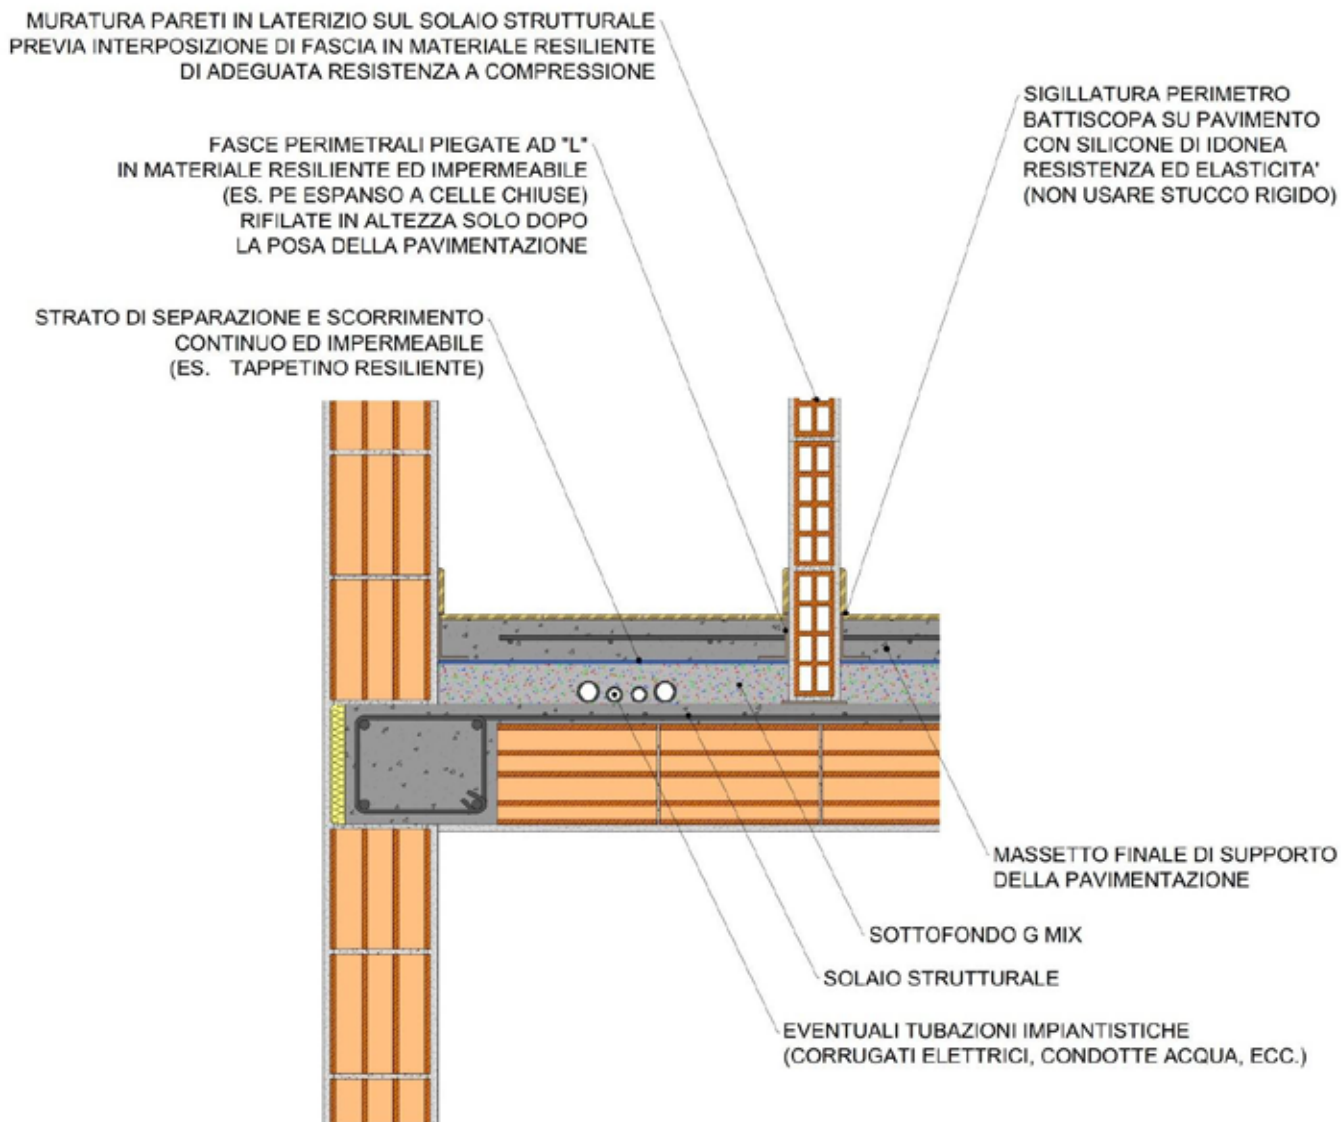 MURATURA PARETI IN LATERIZIO SUL SOLAIO STRUTTURALE
PREVIA INTERPOSIZIONE DI FASCIA IN MATERIALE RESILIENTE
DI ADEGUATA RESISTENZA A COMPRESSIONE
SIGILLATURA PERIMETRO
BATTISCOPA SU PAVIMENTO
CON SILICONE DI IDONEA
RESISTENZA ED ELASTICITA'
(NON USARE STUCCO RIGIDO)
FASCE PERIMETRALI PIEGATE AD "L"
IN MATERIALE RESILIENTE ED IMPERMEABILE
(ES. PE ESPANSO A CELLE CHIUSE)
RIFILATE IN ALTEZZA SOLO DOPO
LA POSA DELLA PAVIMENTAZIONE
STRATO DI SEPARAZIONE E SCORRIMENTO
CONTINUO ED IMPERMEABILE
(ES. TAPPETINO RESILIENTE)
MASSETTO FINALE DI SUPPORTO
DELLA PAVIMENTAZIONE
SOTTOFONDO G MIX
SOLAIO STRUTTURALE
EVENTUALI TUBAZIONI IMPIANTISTICHE
(CORRUGATI ELETTRICI, CONDOTTE ACQUA, ECC.)